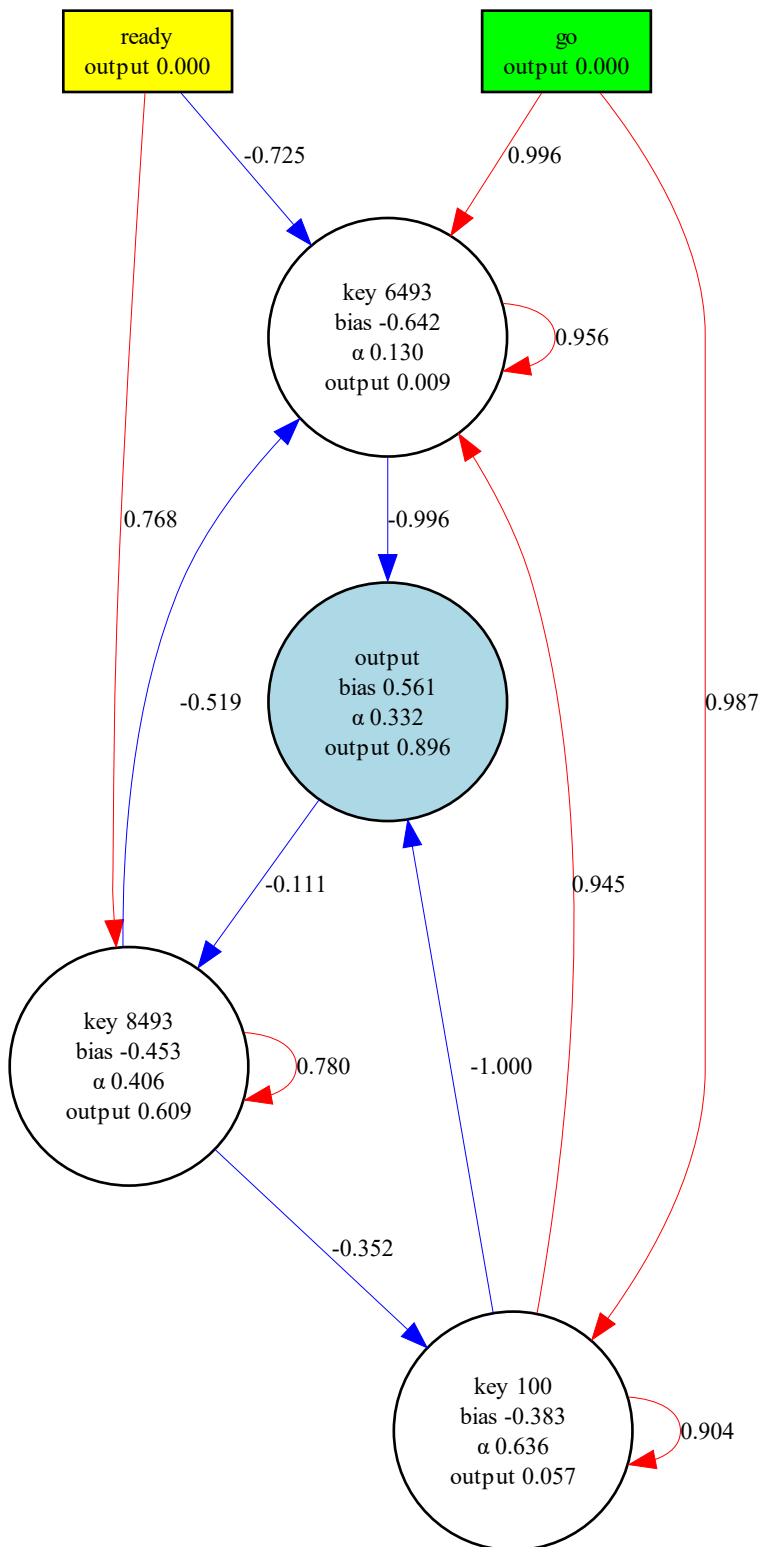 ready
output 0.000
go
output 0.000
-0.725
0.996
key 6493
bias -0.642
α 0.130
output 0.009
0.956
0.768
-0.996
-0.519
output
bias 0.561
α 0.332
output 0.896
0.987
-0.111
0.945
key 8493
bias -0.453
α 0.406
output 0.609
0.780
-1.000
-0.352
key 100
bias -0.383
α 0.636
output 0.057
0.904